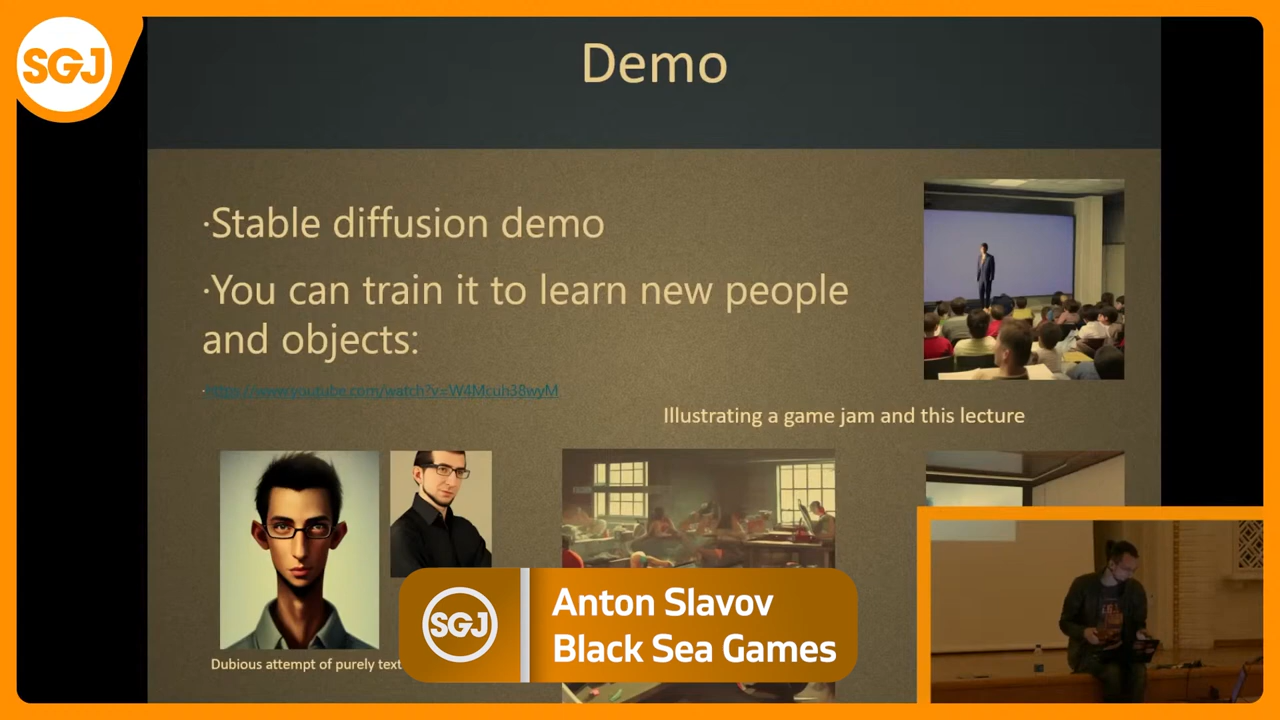 SGJ
Demo
·Stable diffusion demo
·You can train it to learn new people
and objects:
·https://www.youtube.com/watch?v=W4Mcuh38wyM
Illustrating a game jam and this lecture
Dubious attempt of purely text
SGJ
Anton Slavov
Black Sea Games